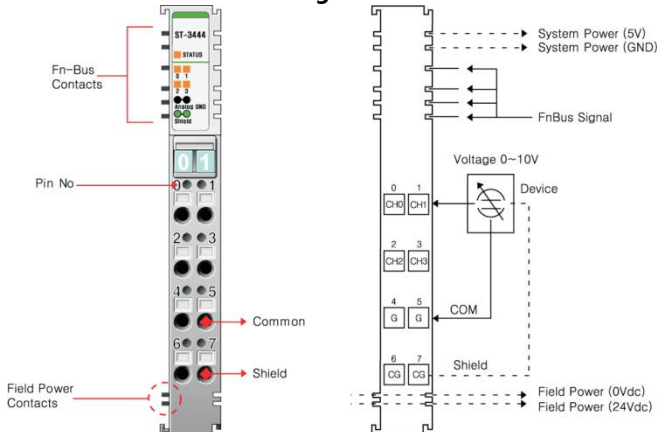 ST-3444
STATUS
0 1
2 3
Analog GND
Shield
Fn-Bus
Contacts
01
Pin No
0 1
2 3
4 5
Common
6 7
Shield
Field Power
Contacts
System Power (5V)
System Power (GND)
FnBus Signal
Voltage 0~10V
Device
0 1
CH0 CH1
2 3
CH2 CH3
4 5
G G
COM
6 7
CG CG
Shield
Field Power (0Vdc)
Field Power (24Vdc)